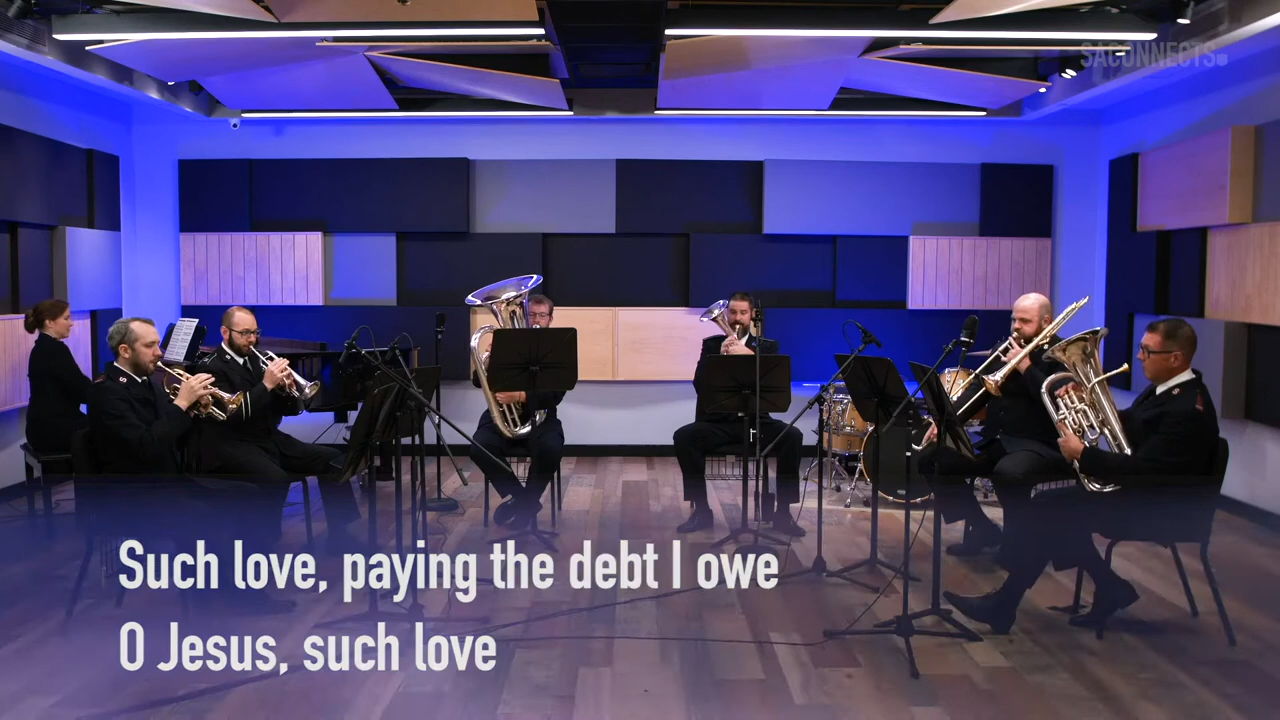 SACONNECTS
Such love, paying the debt I owe
O Jesus, such love